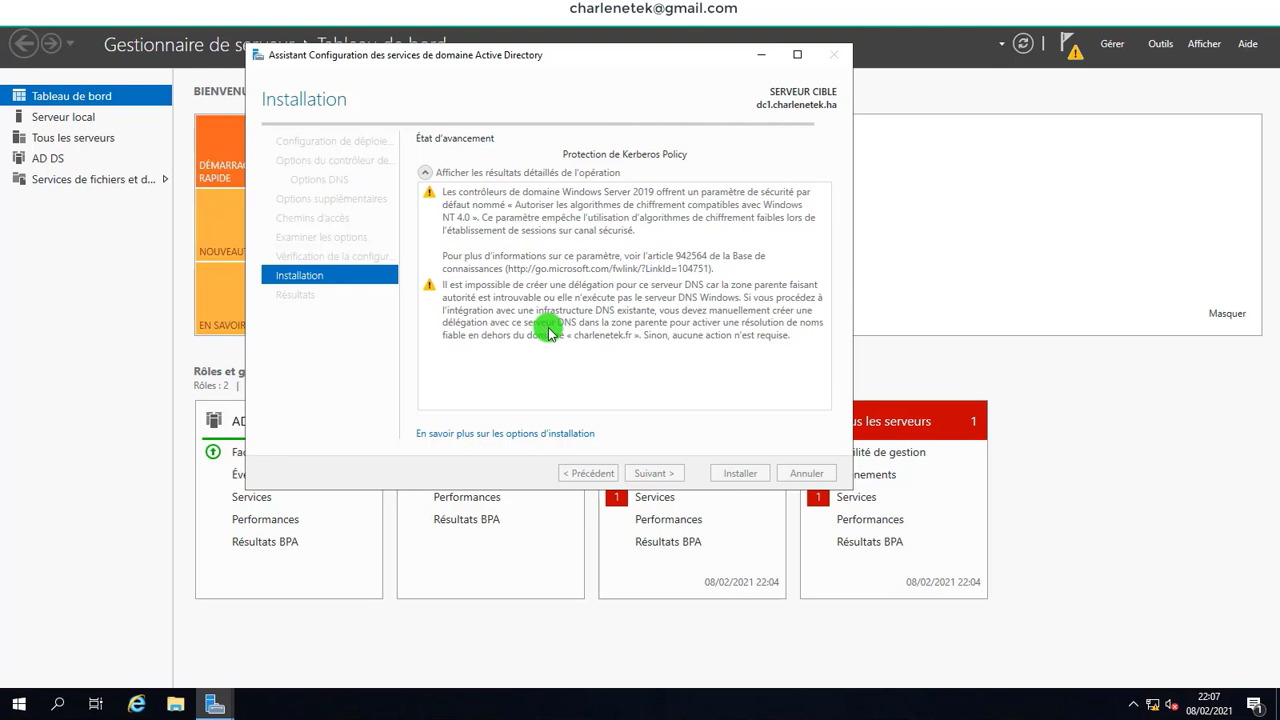 charlenetek@gmail.com
Gestionnaire de serveur
Tableau de bord
Gérer
Outils
Afficher
Aide
Tableau de bord
Serveur local
Tous les serveurs
AD DS
Services de fichiers et d...
BIENVENU
DÉMARRAG
RAPIDE
NOUVEAUT
EN SAVOIR
Masquer
Assistant Configuration des services de domaine Active Directory
Installation
SERVEUR CIBLE
dc1.charlenetek.ha
Configuration de déploie...
Options du contrôleur de...
Options DNS
Options supplémentaires
Chemins d'accès
Examiner les options
Vérification de la configur...
Installation
Résultats
État d'avancement
Protection de Kerberos Policy
Afficher les résultats détaillés de l'opération
Les contrôleurs de domaine Windows Server 2019 offrent un paramètre de sécurité par
défaut nommé « Autoriser les algorithmes de chiffrement compatibles avec Windows
NT 4.0 ». Ce paramètre empêche l'utilisation d'algorithmes de chiffrement faibles lors de
l'établissement de sessions sur canal sécurisé.
Pour plus d'informations sur ce paramètre, voir l'article 942564 de la Base de
connaissances (http://go.microsoft.com/fwlink/?LinkId=104751).
Il est impossible de créer une délégation pour ce serveur DNS car la zone parente faisant
autorité est introuvable ou elle n'exécute pas le serveur DNS Windows. Si vous procédez à
l'intégration avec une infrastructure DNS existante, vous devez manuellement créer une
délégation avec ce serveur DNS dans la zone parente pour activer une résolution de noms
fiable en dehors du domaine « charlenetek.fr ». Sinon, aucune action n'est requise.
En savoir plus sur les options d'installation
< Précédent
Suivant >
Installer
Annuler
Rôles et g
Rôles : 2 |
AD
Fac
Évé
Services
Performances
Résultats BPA
Performances
Résultats BPA
1
Services
Performances
Résultats BPA
08/02/2021 22:04
us les serveurs
1
ilité de gestion
nements
1
Services
Performances
Résultats BPA
08/02/2021 22:04
22:07
08/02/2021
1